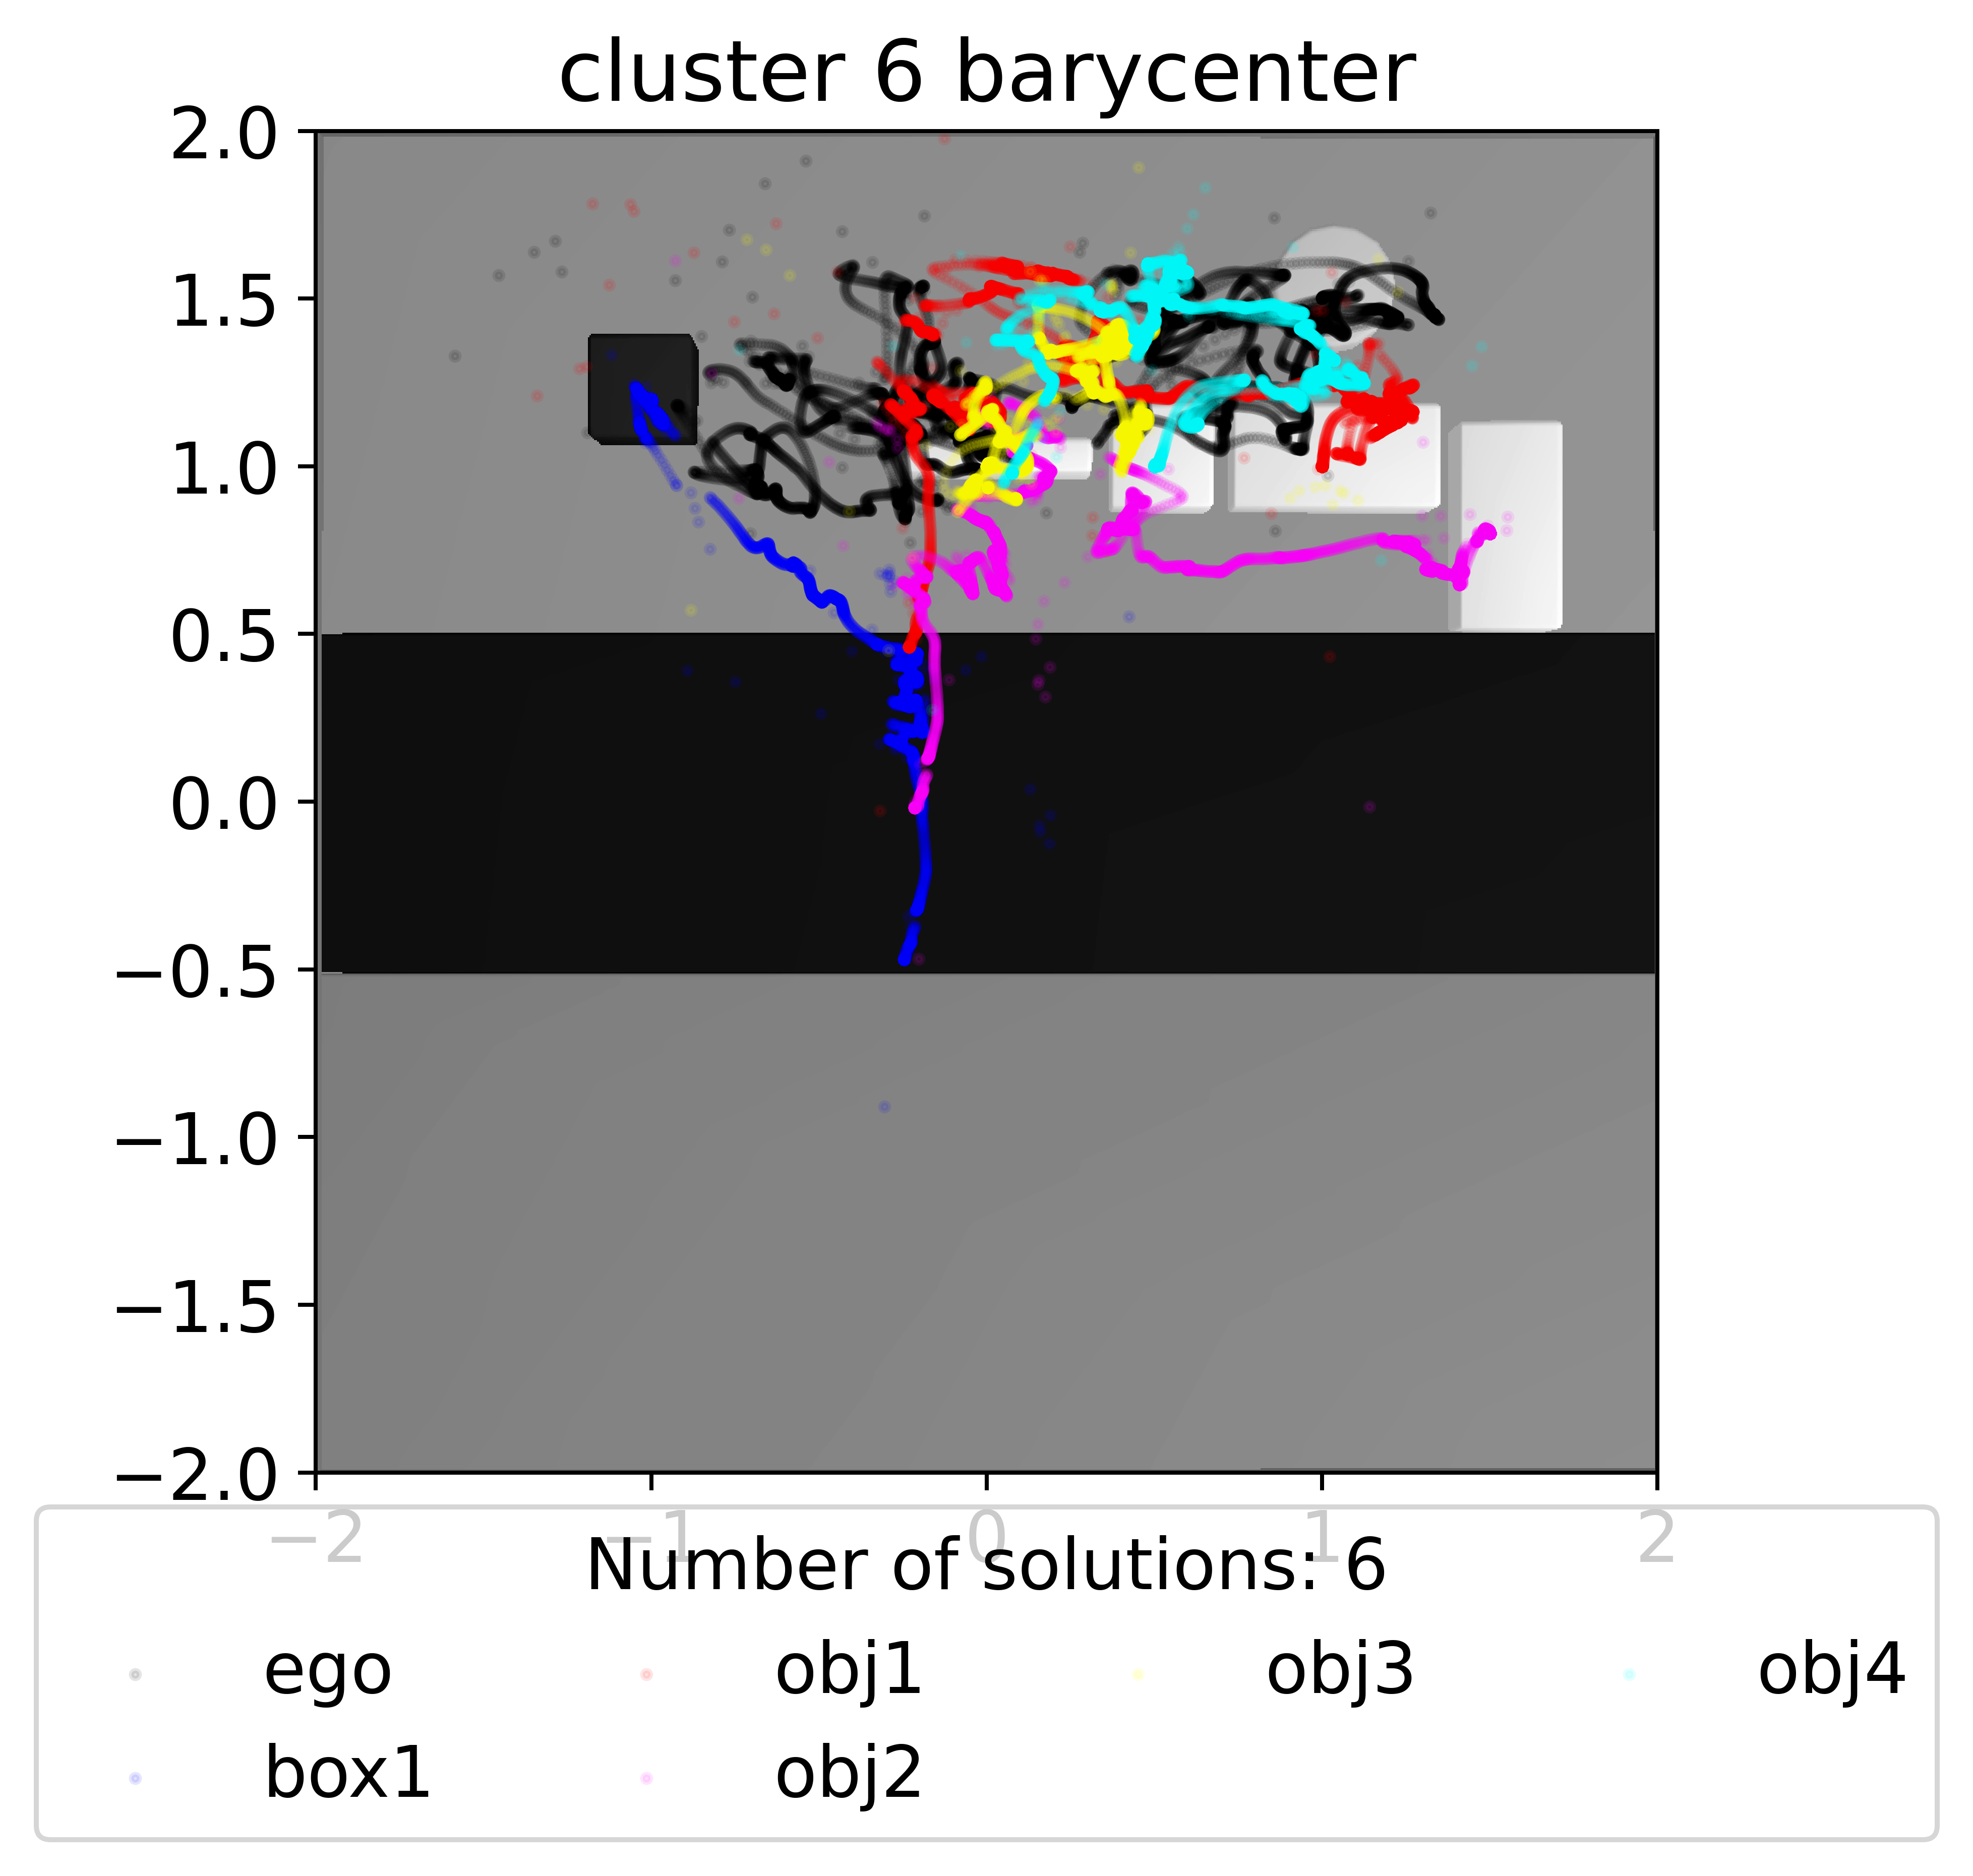 cluster 6 barycenter
2.0
1.5
1.0
0.5
0.0
−0.5
−1.0
−1.5
−2.0
−2 −1 0 1 2
Number of solutions: 6
ego obj1 obj3 obj4
box1 obj2